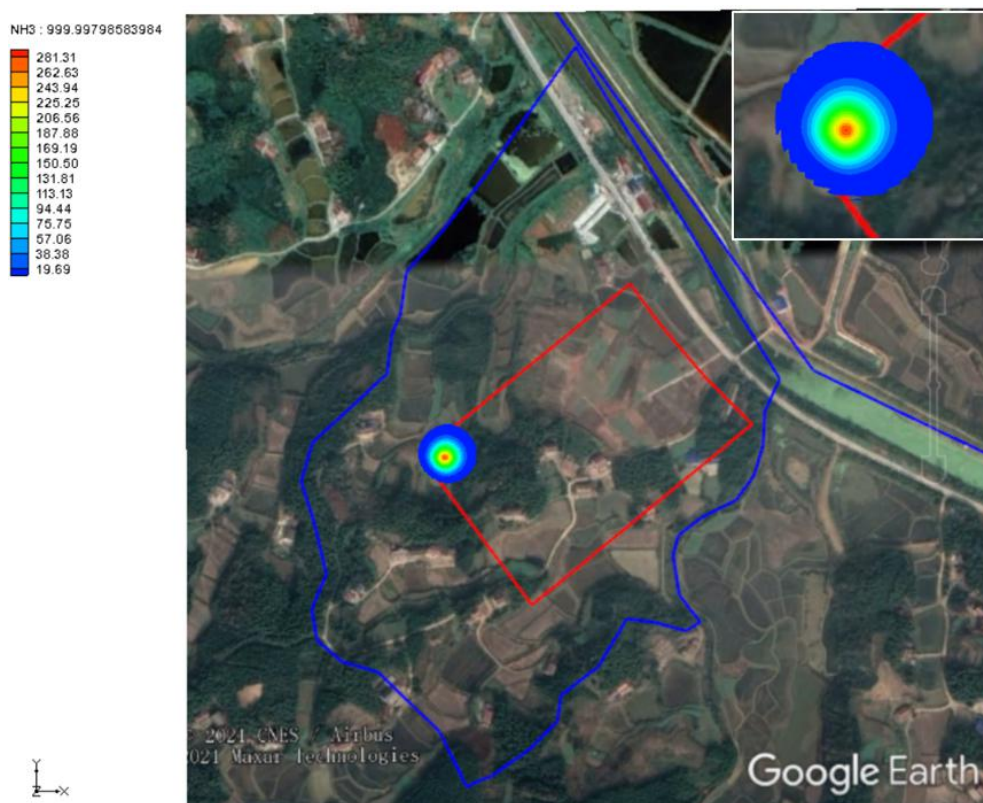 NH3 : 999.99798583984
281.31
262.63
243.94
225.25
206.56
187.88
169.19
150.50
131.81
113.13
94.44
75.75
57.06
38.38
19.69
2021 CNES / Airbus
2021 Maxar Technologies
Google Earth
Y
Z
X